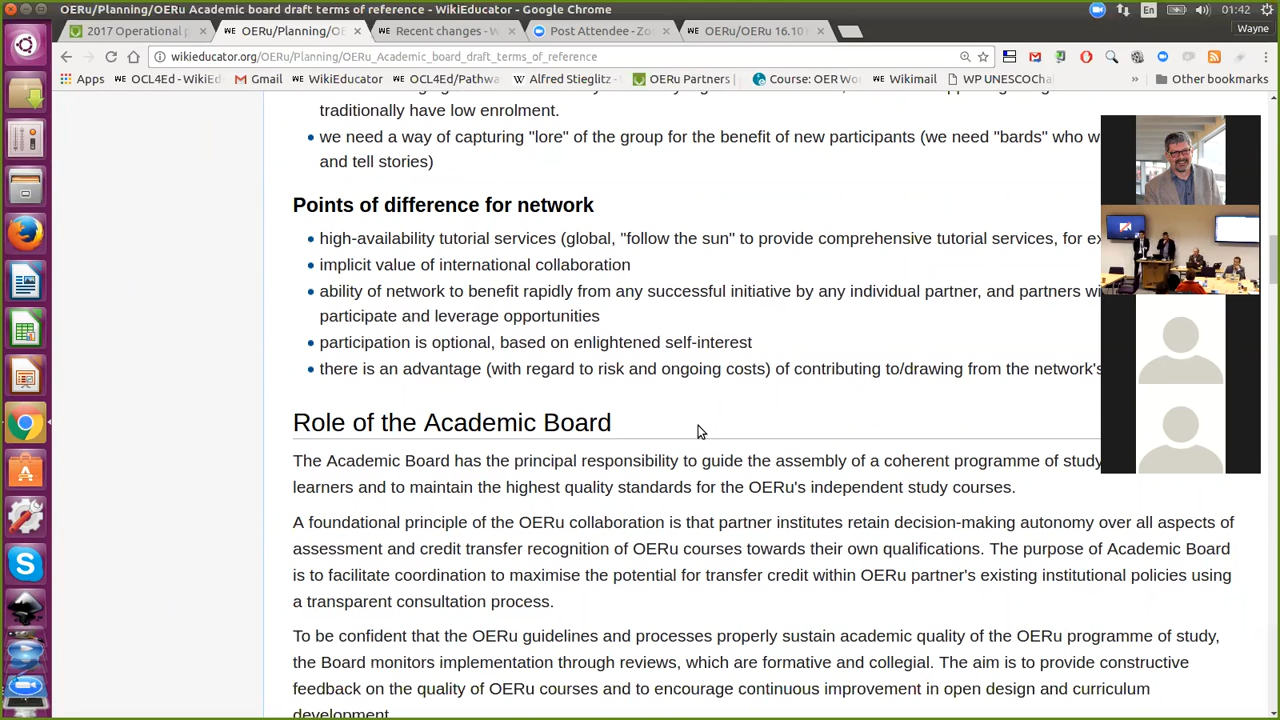 OERu/Planning/OERu Academic board draft terms of reference - WikiEducator - Google Chrome
En
01:42
2017 Operational p
OERu/Planning/OE
Recent changes - W
Post Attendee - Zo
OERu/OERu 16.10
Wayne
wikieducator.org/OERu/Planning/OERu_Academic_board_draft_terms_of_reference
Apps
OCL4Ed - WikiEd
Gmail
WikiEducator
OCL4Ed/Pathwa
Alfred Stieglitz -
OERu Partners
Course: OER Wo
Wikimail
WP UNESCOCha
»
Other bookmarks
traditionally have low enrolment.
we need a way of capturing "lore" of the group for the benefit of new participants (we need "bards" who w
and tell stories)
Points of difference for network
high-availability tutorial services (global, "follow the sun" to provide comprehensive tutorial services, for ex
implicit value of international collaboration
ability of network to benefit rapidly from any successful initiative by any individual partner, and partners wi
participate and leverage opportunities
participation is optional, based on enlightened self-interest
there is an advantage (with regard to risk and ongoing costs) of contributing to/drawing from the network's
Role of the Academic Board
The Academic Board has the principal responsibility to guide the assembly of a coherent programme of study
learners and to maintain the highest quality standards for the OERu's independent study courses.
A foundational principle of the OERu collaboration is that partner institutes retain decision-making autonomy over all aspects of
assessment and credit transfer recognition of OERu courses towards their own qualifications. The purpose of Academic Board
is to facilitate coordination to maximise the potential for transfer credit within OERu partner's existing institutional policies using
a transparent consultation process.
To be confident that the OERu guidelines and processes properly sustain academic quality of the OERu programme of study,
the Board monitors implementation through reviews, which are formative and collegial. The aim is to provide constructive
feedback on the quality of OERu courses and to encourage continuous improvement in open design and curriculum
development.